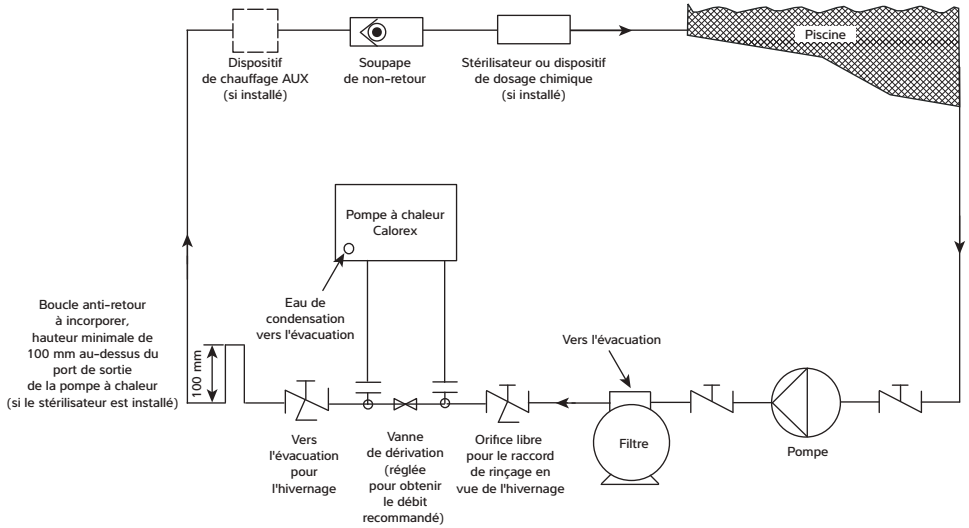 Piscine
Dispositif
de chauffage AUX
(si installé)
Soupape
de non-retour
Stérilisateur ou dispositif
de dosage chimique
(si installé)
Pompe à chaleur
Calorex
Eau de
condensation
vers l'évacuation
Boucle anti-retour
à incorporer,
hauteur minimale de
100 mm au-dessus du
port de sortie
de la pompe à chaleur
(si le stérilisateur est installé)
100 mm
Vers l'évacuation
Filtre
Pompe
Vers
l'évacuation
pour
l'hivernage
Vanne
de dérivation
(réglée
pour obtenir
le débit
recommandé)
Orifice libre
pour le raccord
de rinçage en
vue de l'hivernage